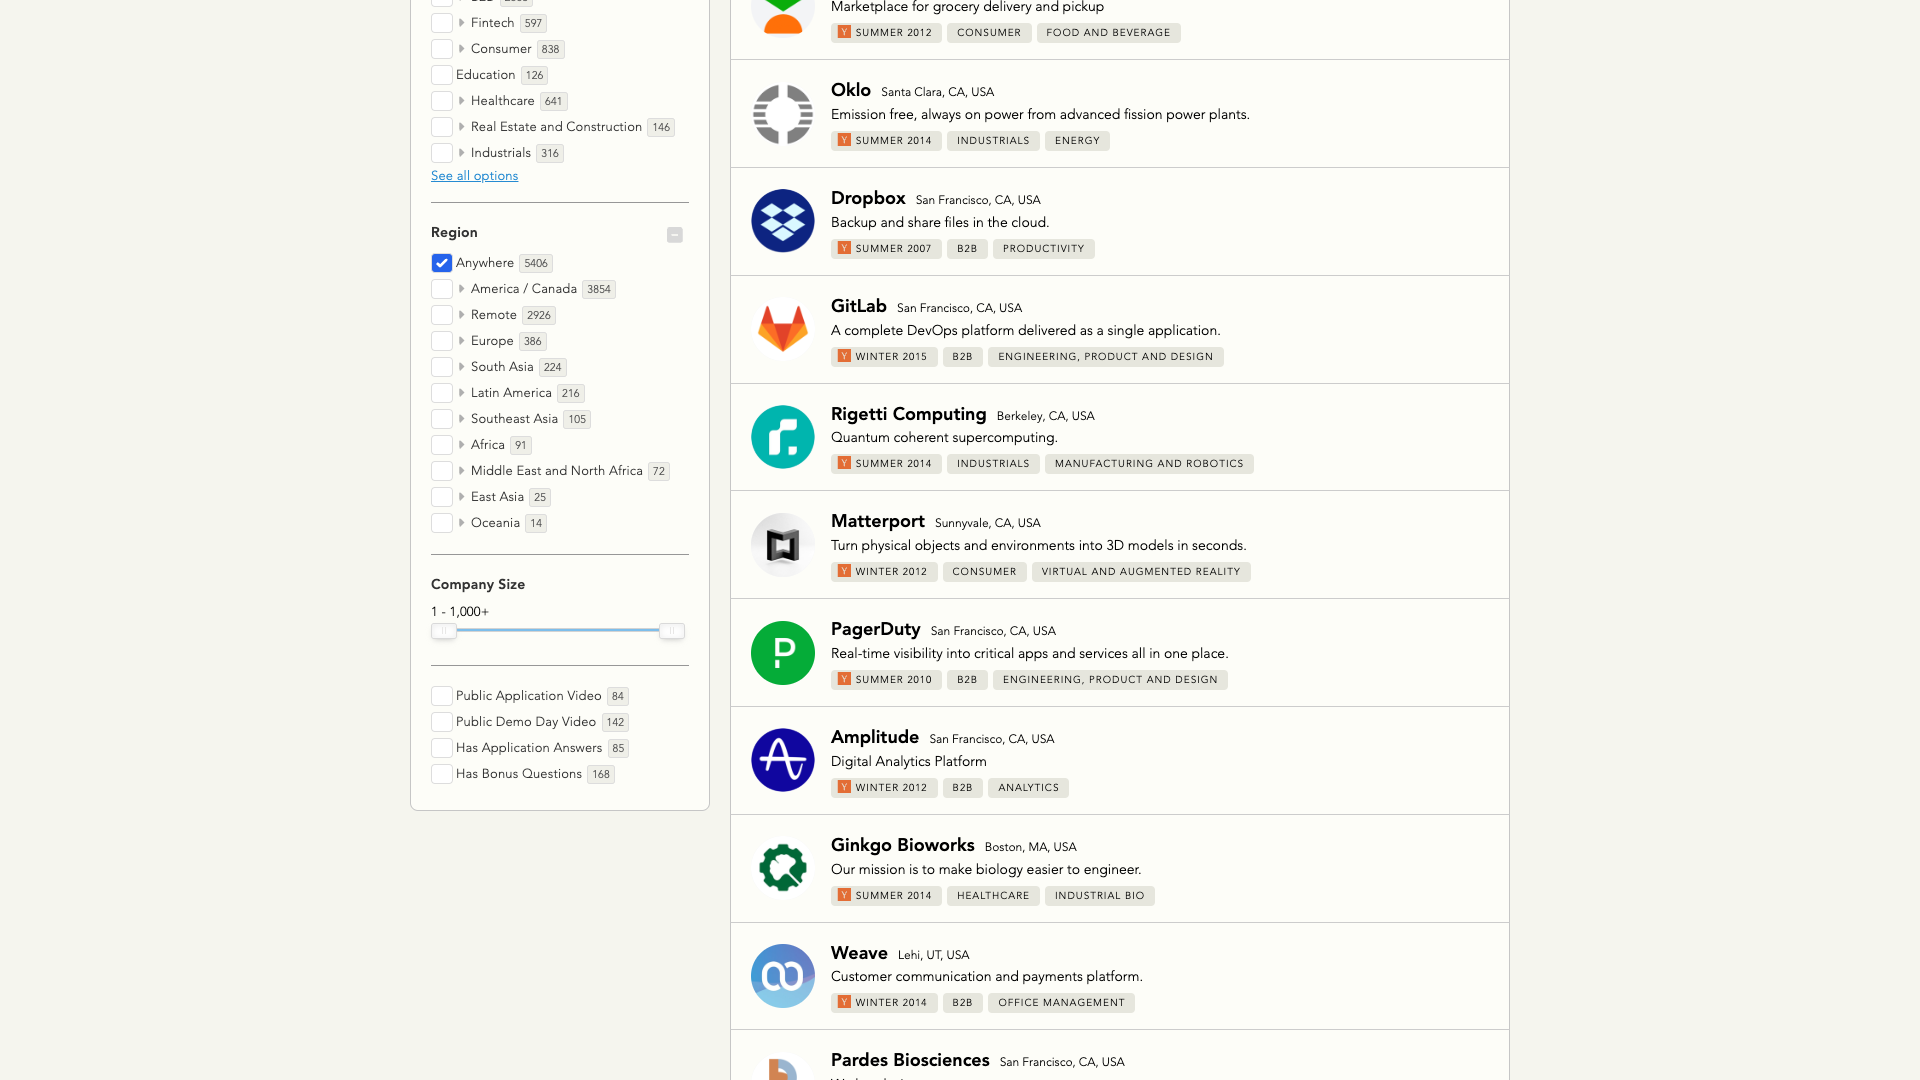 Fintech 597
Consumer 838
Education 126
Healthcare 641
Real Estate and Construction 146
Industrials 316
See all options
Region
Anywhere 5406
America / Canada 3854
Remote 2926
Europe 386
South Asia 224
Latin America 216
Southeast Asia 105
Africa 91
Middle East and North Africa 72
East Asia 25
Oceania 14
Company Size
1 - 1,000+
Public Application Video 84
Public Demo Day Video 142
Has Application Answers 85
Has Bonus Questions 168
Marketplace for grocery delivery and pickup
Y SUMMER 2012 CONSUMER FOOD AND BEVERAGE
Oklo Santa Clara, CA, USA
Emission free, always on power from advanced fission power plants.
Y SUMMER 2014 INDUSTRIALS ENERGY
Dropbox San Francisco, CA, USA
Backup and share files in the cloud.
Y SUMMER 2007 B2B PRODUCTIVITY
GitLab San Francisco, CA, USA
A complete DevOps platform delivered as a single application.
Y WINTER 2015 B2B ENGINEERING, PRODUCT AND DESIGN
Rigetti Computing Berkeley, CA, USA
Quantum coherent supercomputing.
Y SUMMER 2014 INDUSTRIALS MANUFACTURING AND ROBOTICS
Matterport Sunnyvale, CA, USA
Turn physical objects and environments into 3D models in seconds.
Y WINTER 2012 CONSUMER VIRTUAL AND AUGMENTED REALITY
PagerDuty San Francisco, CA, USA
Real-time visibility into critical apps and services all in one place.
Y SUMMER 2010 B2B ENGINEERING, PRODUCT AND DESIGN
Amplitude San Francisco, CA, USA
Digital Analytics Platform
Y WINTER 2012 B2B ANALYTICS
Ginkgo Bioworks Boston, MA, USA
Our mission is to make biology easier to engineer.
Y SUMMER 2014 HEALTHCARE INDUSTRIAL BIO
Weave Lehi, UT, USA
Customer communication and payments platform.
Y WINTER 2014 B2B OFFICE MANAGEMENT
Pardes Biosciences San Francisco, CA, USA